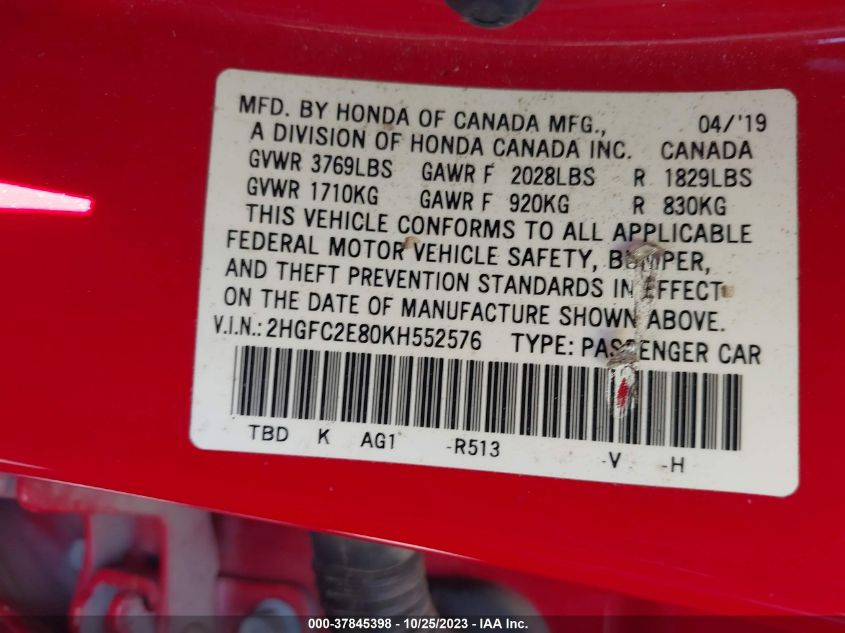 MFD. BY HONDA OF CANADA MFG., 04/'19
A DIVISION OF HONDA CANADA INC. CANADA
GVWR 3769LBS GAWR F 2028LBS R 1829LBS
GVWR 1710KG GAWR F 920KG R 830KG
THIS VEHICLE CONFORMS TO ALL APPLICABLE
FEDERAL MOTOR VEHICLE SAFETY, BUMPER,
AND THEFT PREVENTION STANDARDS IN EFFECT
ON THE DATE OF MANUFACTURE SHOWN ABOVE.
V.I.N.: 2HGFC2E80KH552576 TYPE: PASSENGER CAR
TBD K AG1 -R513 -V -H
000-37845398 - 10/25/2023 - IAA Inc.